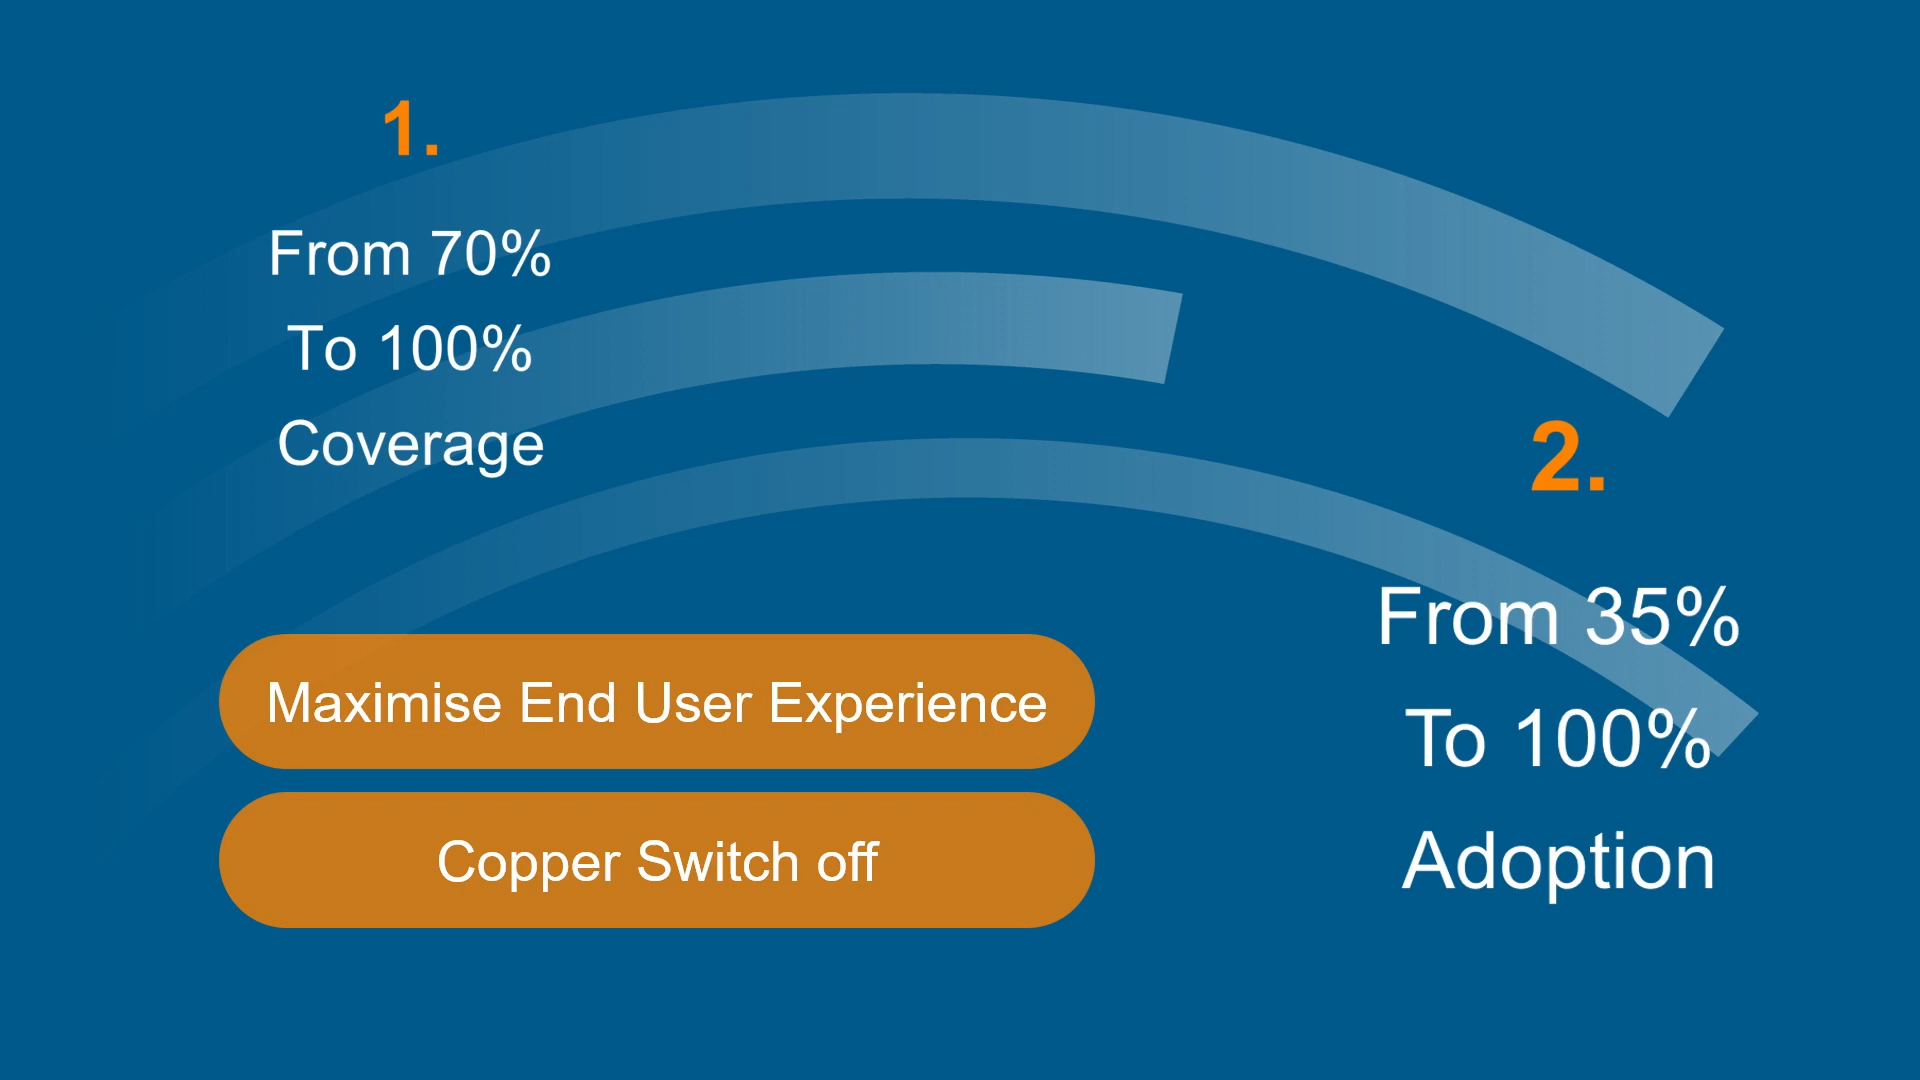 1.
From 70%
To 100%
Coverage
Maximise End User Experience
Copper Switch off
2.
From 35%
To 100%
Adoption